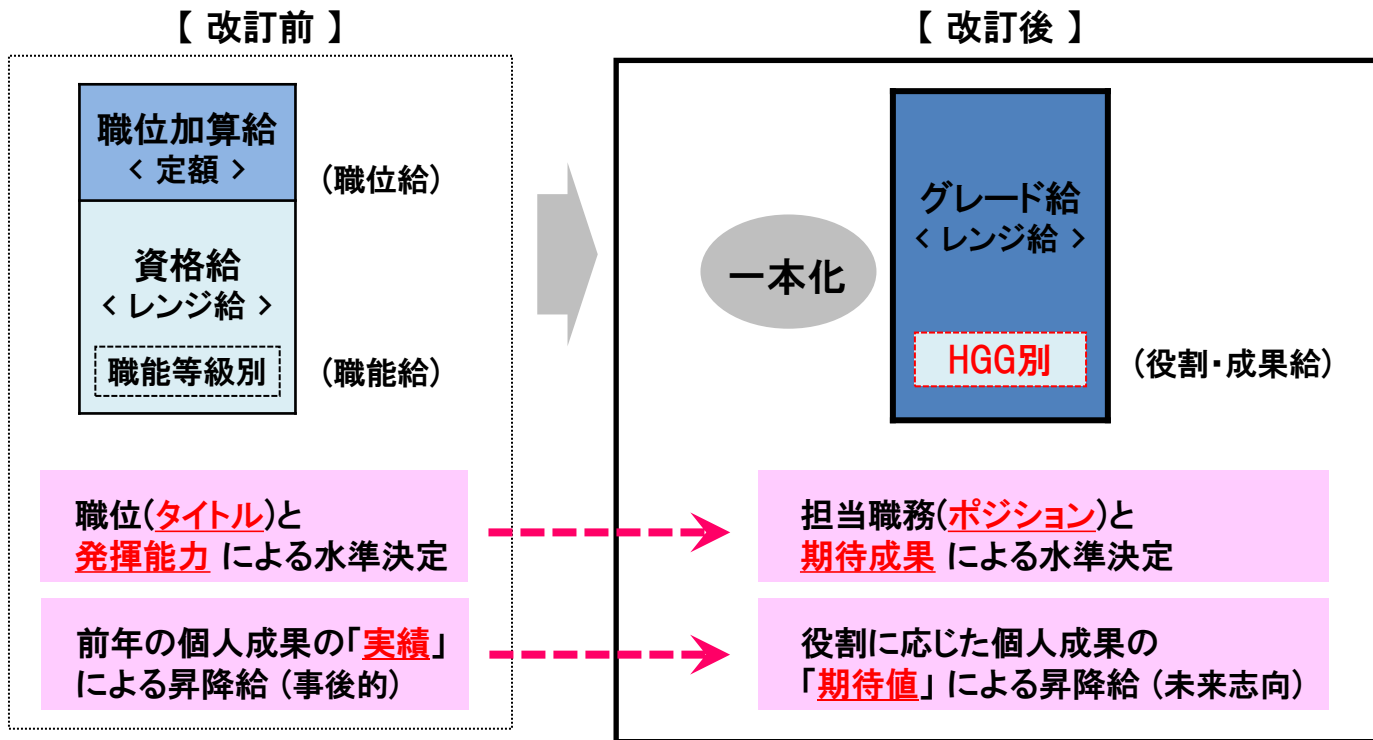 【 改訂前 】
職位加算給
< 定額 >
(職位給)
資格給
< レンジ給 >
職能等級別
(職能給)
職位(タイトル)と
発揮能力 による水準決定
前年の個人成果の「実績」
による昇降給 (事後的)
【 改訂後 】
一本化
グレード給
< レンジ給 >
HGG別
(役割・成果給)
担当職務(ポジション)と
期待成果 による水準決定
役割に応じた個人成果の
「期待値」 による昇降給 (未来志向)